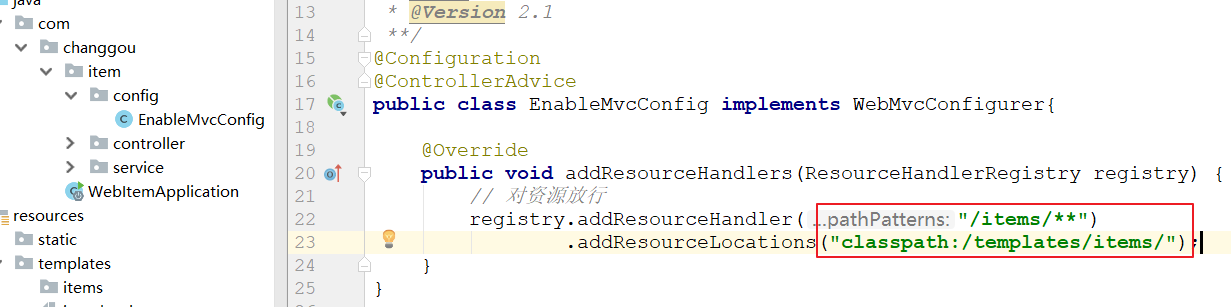 java
com
changgou
item
config
EnableMvcConfig
controller
service
WebItemApplication
resources
static
templates
items
13 * @Version 2.1
14 **/
15 @Configuration
16 @ControllerAdvice
17 public class EnableMvcConfig implements WebMvcConfigurer{
18
19 @Override
20 public void addResourceHandlers(ResourceHandlerRegistry registry) {
21 // 对资源放行
22 registry.addResourceHandler( ...pathPatterns: "/items/**")
23 .addResourceLocations("classpath:/templates/items/");
24 }
25 }